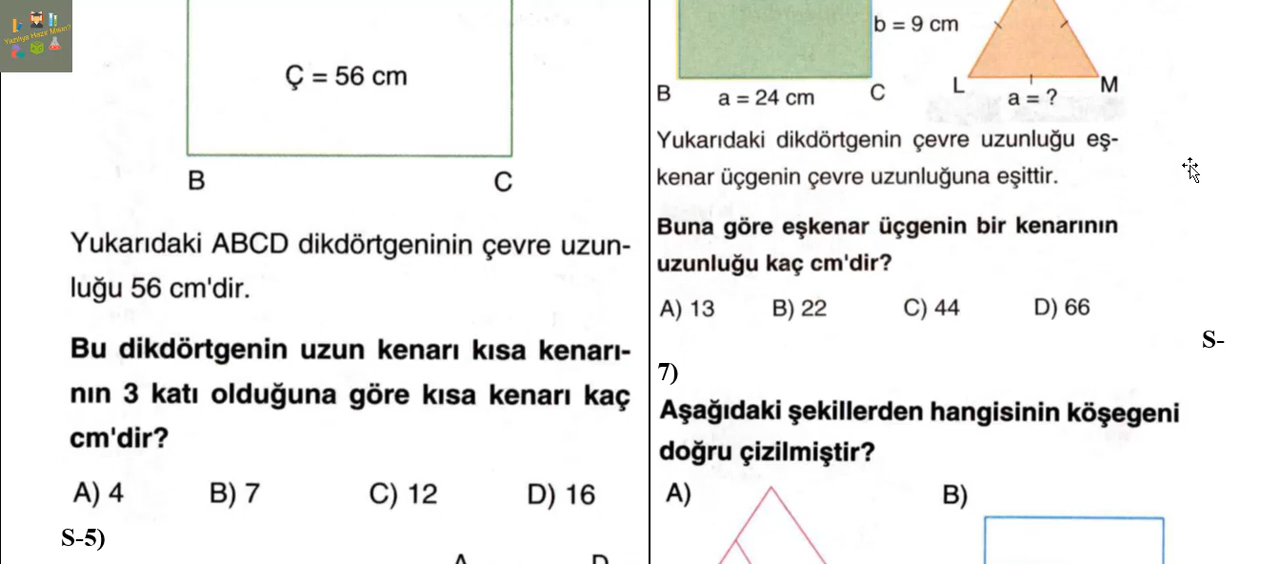 Yazılıya Hazır Mısın?
Ç = 56 cm
B
C
Yukarıdaki ABCD dikdörtgeninin çevre uzun-
luğu 56 cm'dir.
Bu dikdörtgenin uzun kenarı kısa kenarı-
nın 3 katı olduğuna göre kısa kenarı kaç
cm'dir?
A) 4 B) 7 C) 12 D) 16
S-5)
b = 9 cm
B
a = 24 cm
C
L
a = ?
M
Yukarıdaki dikdörtgenin çevre uzunluğu eş-
kenar üçgenin çevre uzunluğuna eşittir.
Buna göre eşkenar üçgenin bir kenarının
uzunluğu kaç cm'dir?
A) 13 B) 22 C) 44 D) 66
S-
7)
Aşağıdaki şekillerden hangisinin köşegeni
doğru çizilmiştir?
A)
B)